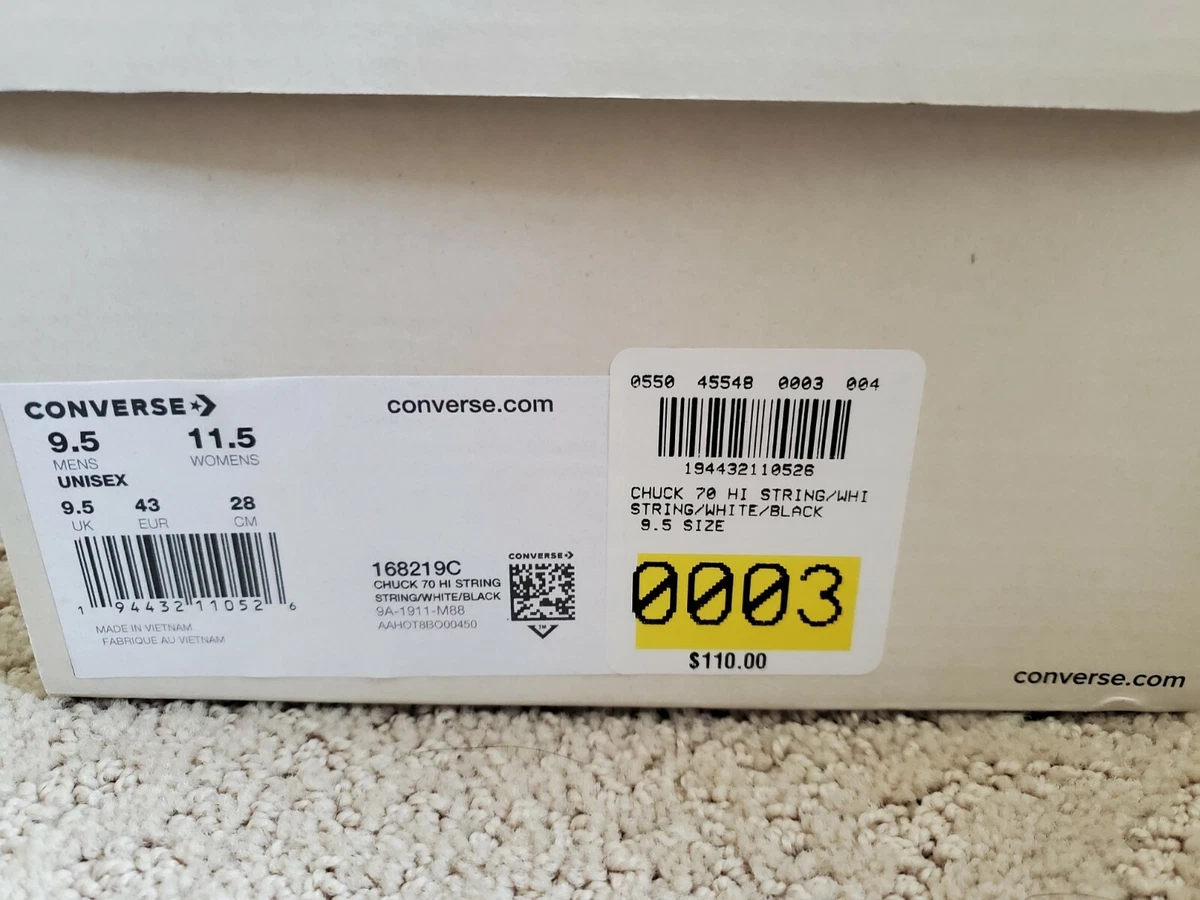 CONVERSE
converse.com
9.5 11.5
MENS WOMENS
UNISEX
9.5 43 28
UK EUR CM
1 94432 11052 6
MADE IN VIETNAM
FABRIQUE AU VIETNAM
CONVERSE
168219C
CHUCK 70 HI STRING
STRING/WHITE/BLACK
9A-1911-M88
AAHOT8BO00450
TM
0550 45548 0003 004
194432110526
CHUCK 70 HI STRING/WHI
STRING/WHITE/BLACK
9.5 SIZE
0003
$110.00
converse.com